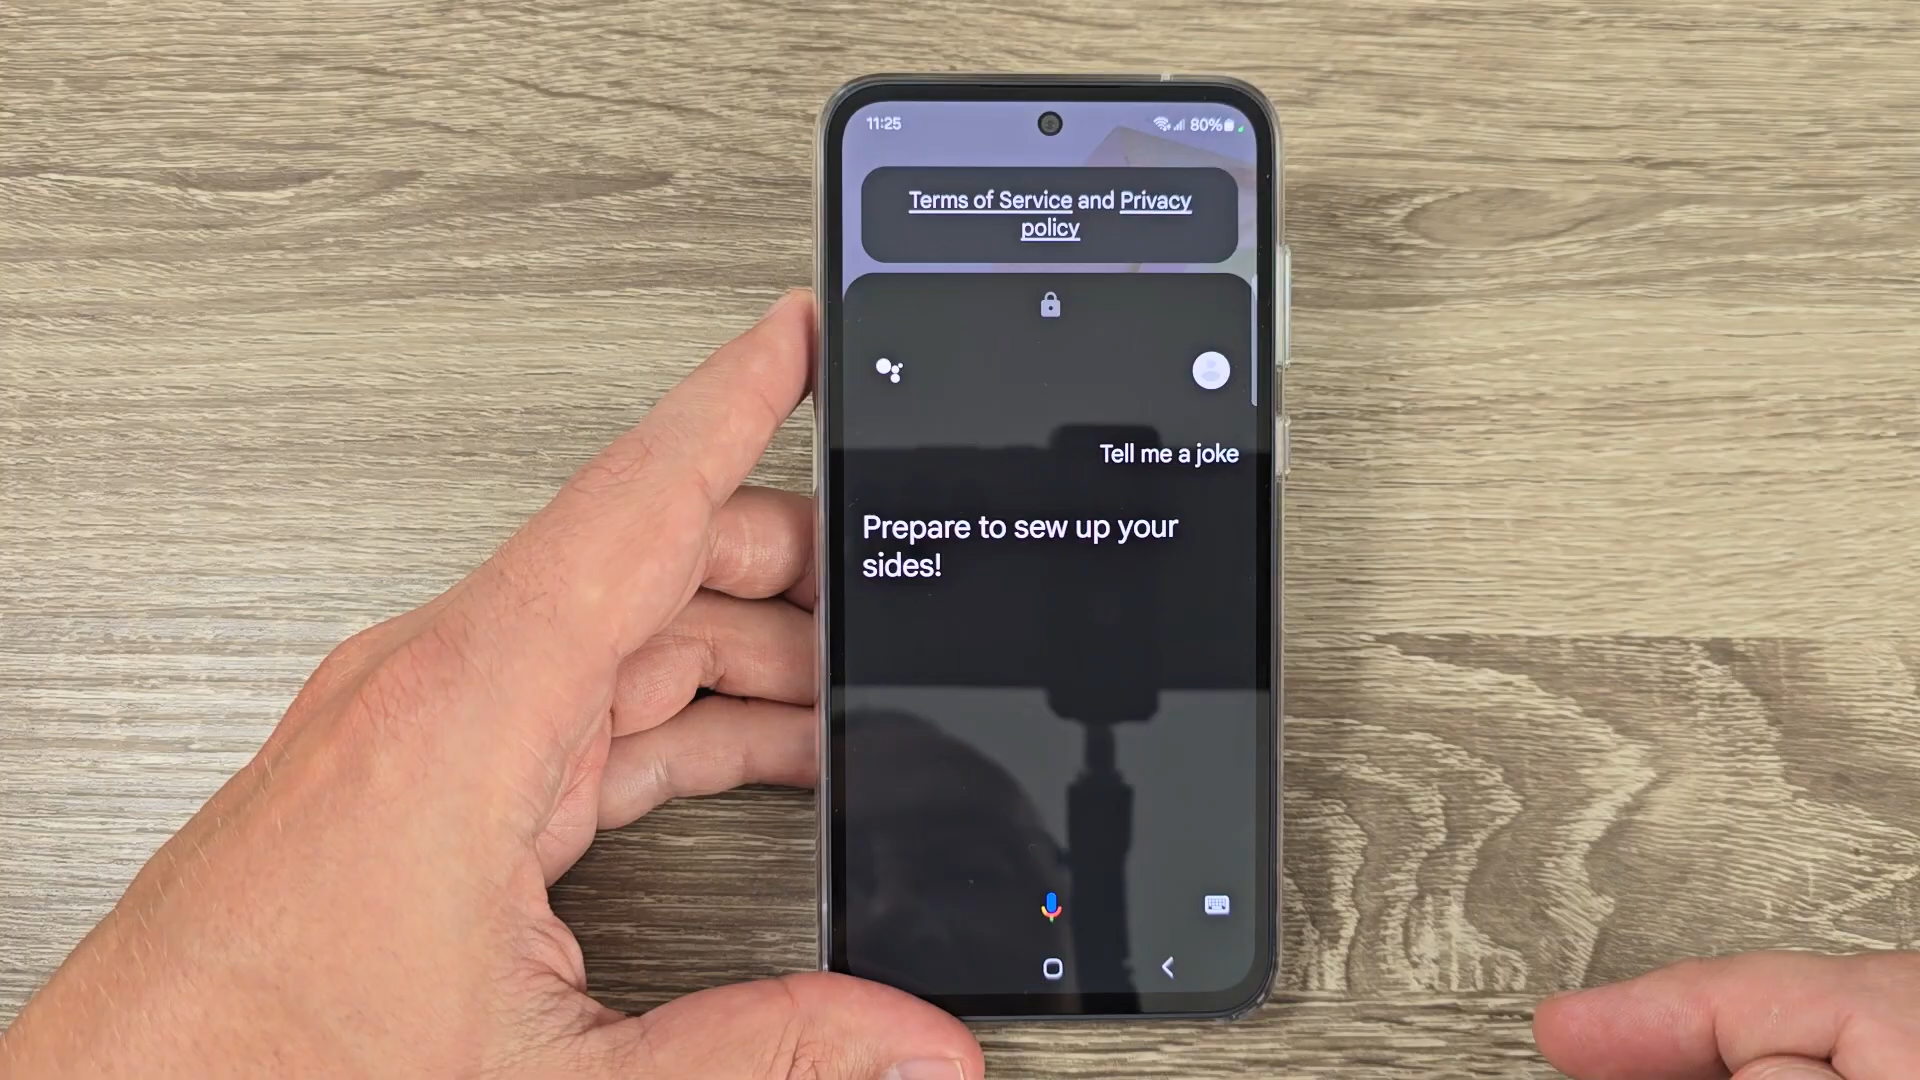 11:25
80%
Terms of Service and Privacy
policy
Tell me a joke
Prepare to sew up your
sides!